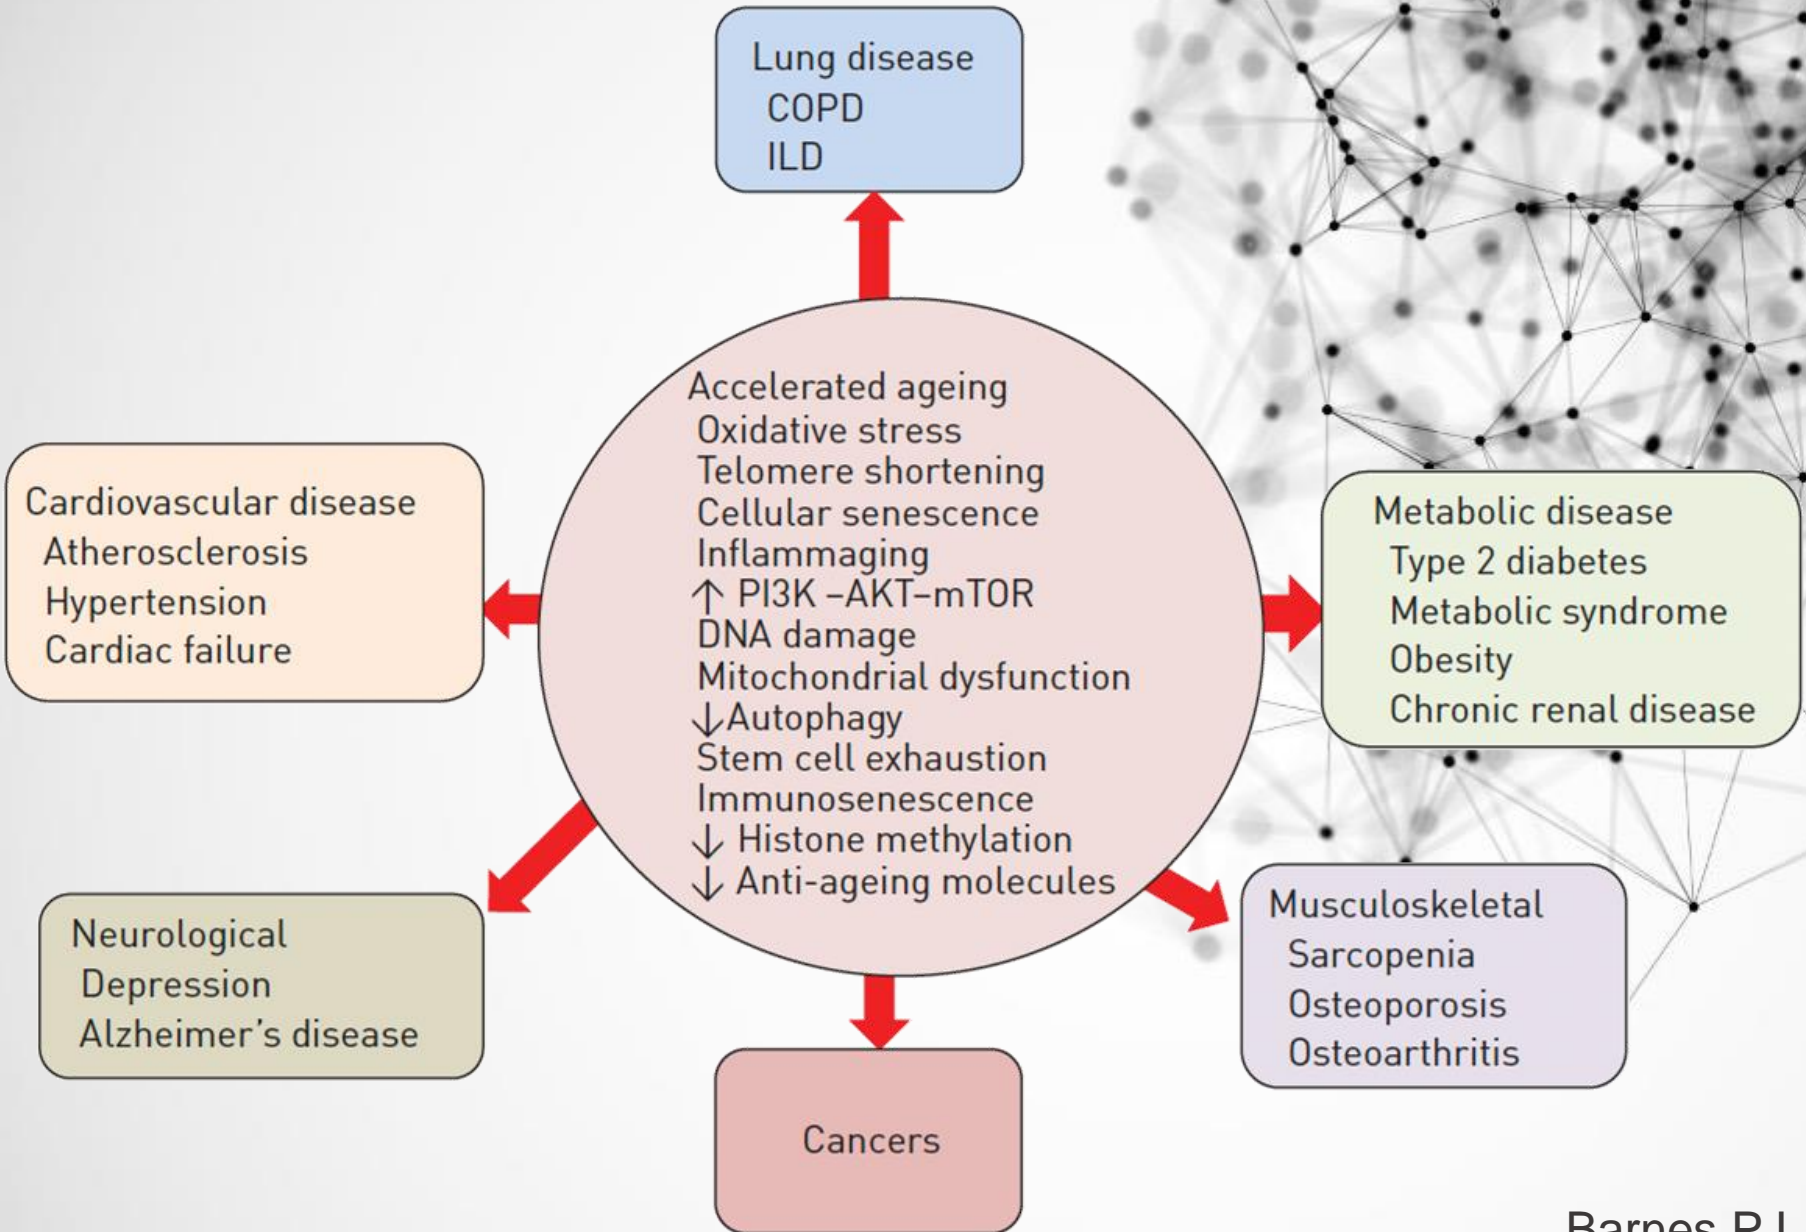 Lung disease
COPD
ILD
Accelerated ageing
Oxidative stress
Telomere shortening
Cellular senescence
Inflammaging
↑ PI3K –AKT–mTOR
DNA damage
Mitochondrial dysfunction
↓Autophagy
Stem cell exhaustion
Immunosenescence
↓ Histone methylation
↓ Anti-ageing molecules
Cardiovascular disease
Atherosclerosis
Hypertension
Cardiac failure
Metabolic disease
Type 2 diabetes
Metabolic syndrome
Obesity
Chronic renal disease
Neurological
Depression
Alzheimer's disease
Musculoskeletal
Sarcopenia
Osteoporosis
Osteoarthritis
Cancers
Barnes P.J.